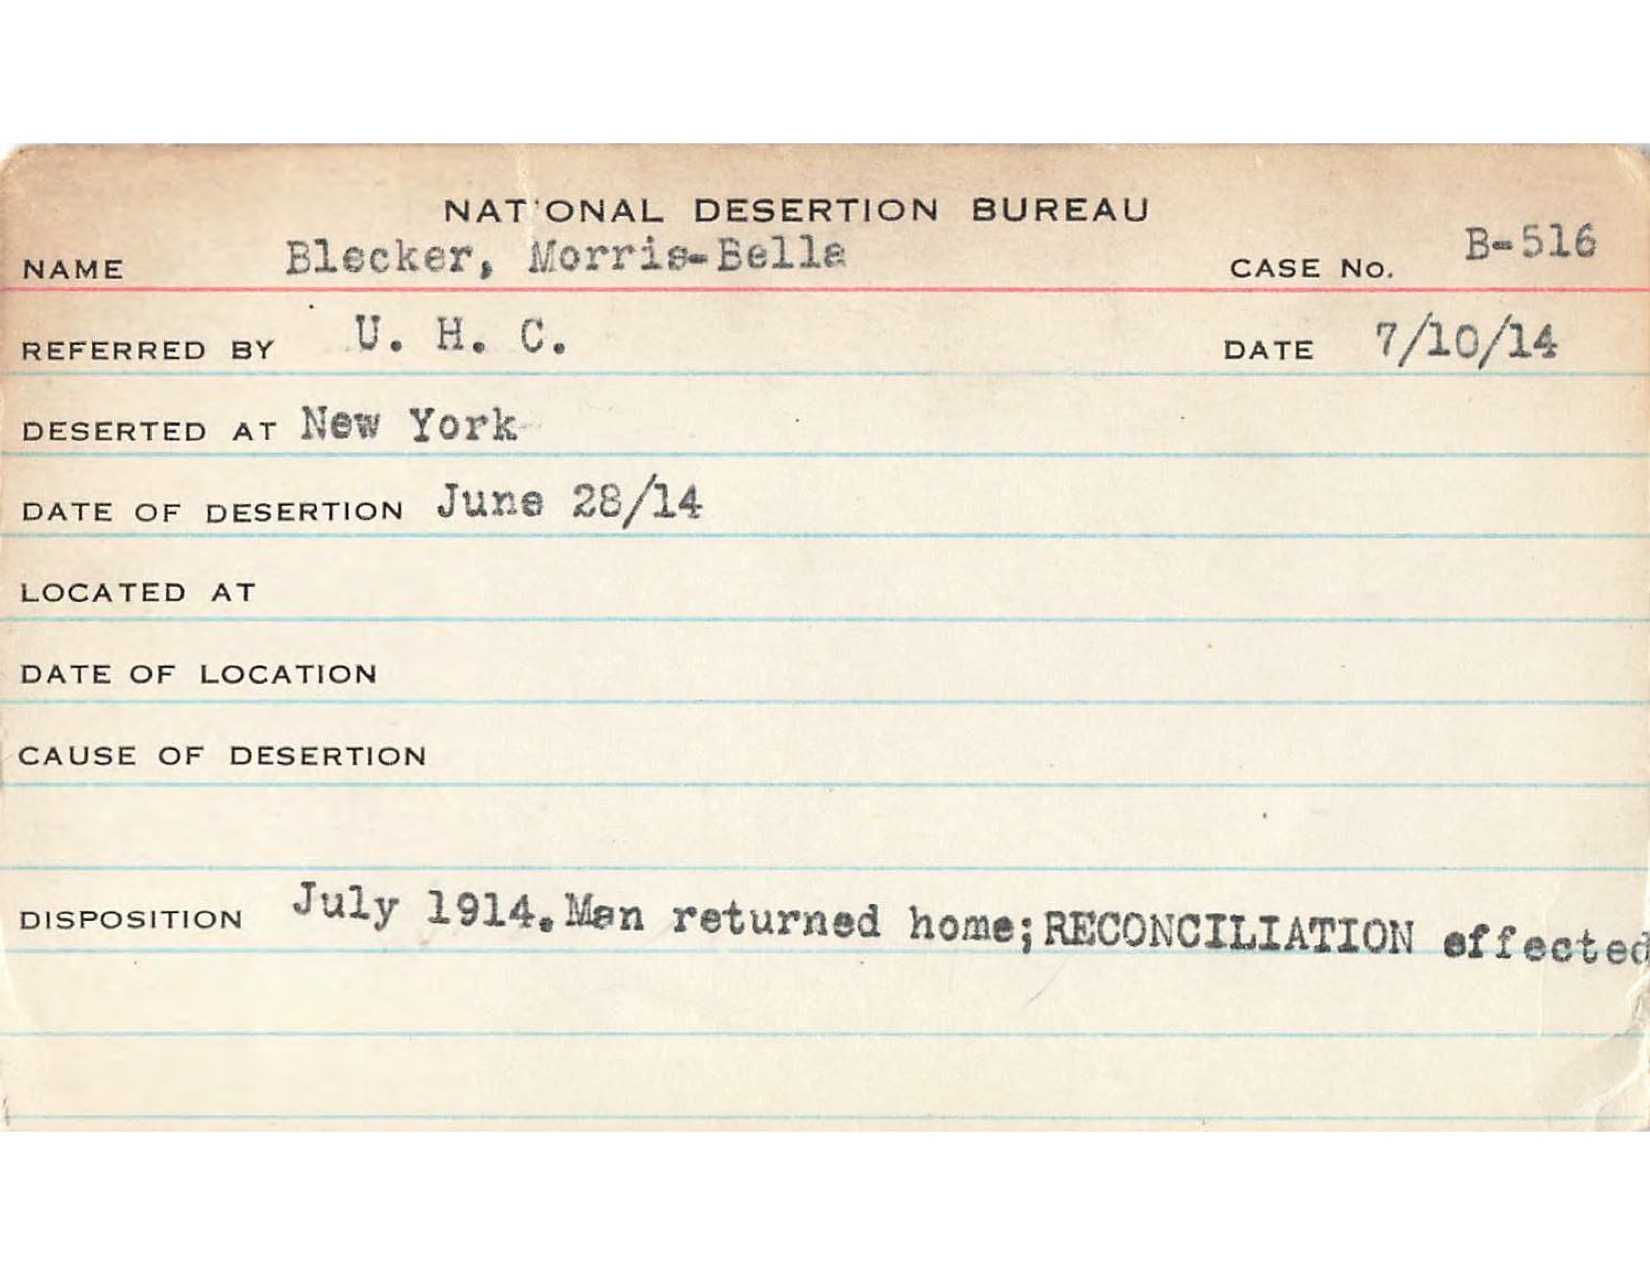 NATIONAL DESERTION BUREAU
NAME Blecker, Morris-Bella CASE No. B-516
REFERRED BY U. H. C. DATE 7/10/14
DESERTED AT New York
DATE OF DESERTION June 28/14
LOCATED AT
DATE OF LOCATION
CAUSE OF DESERTION
DISPOSITION July 1914. Man returned home; RECONCILIATION effected